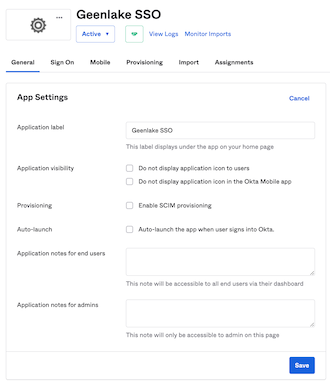 Geenlake SSO
Active ▾ View Logs Monitor Imports
General Sign On Mobile Provisioning Import Assignments
App Settings Cancel
Application label Geenlake SSO
This label displays under the app on your home page
Application visibility Do not display application icon to users
Do not display application icon in the Okta Mobile app
Provisioning Enable SCIM provisioning
Auto-launch Auto-launch the app when user signs into Okta.
Application notes for end users
This note will be accessible to all end users via their dashboard
Application notes for admins
This note will only be accessible to admin on this page
Save